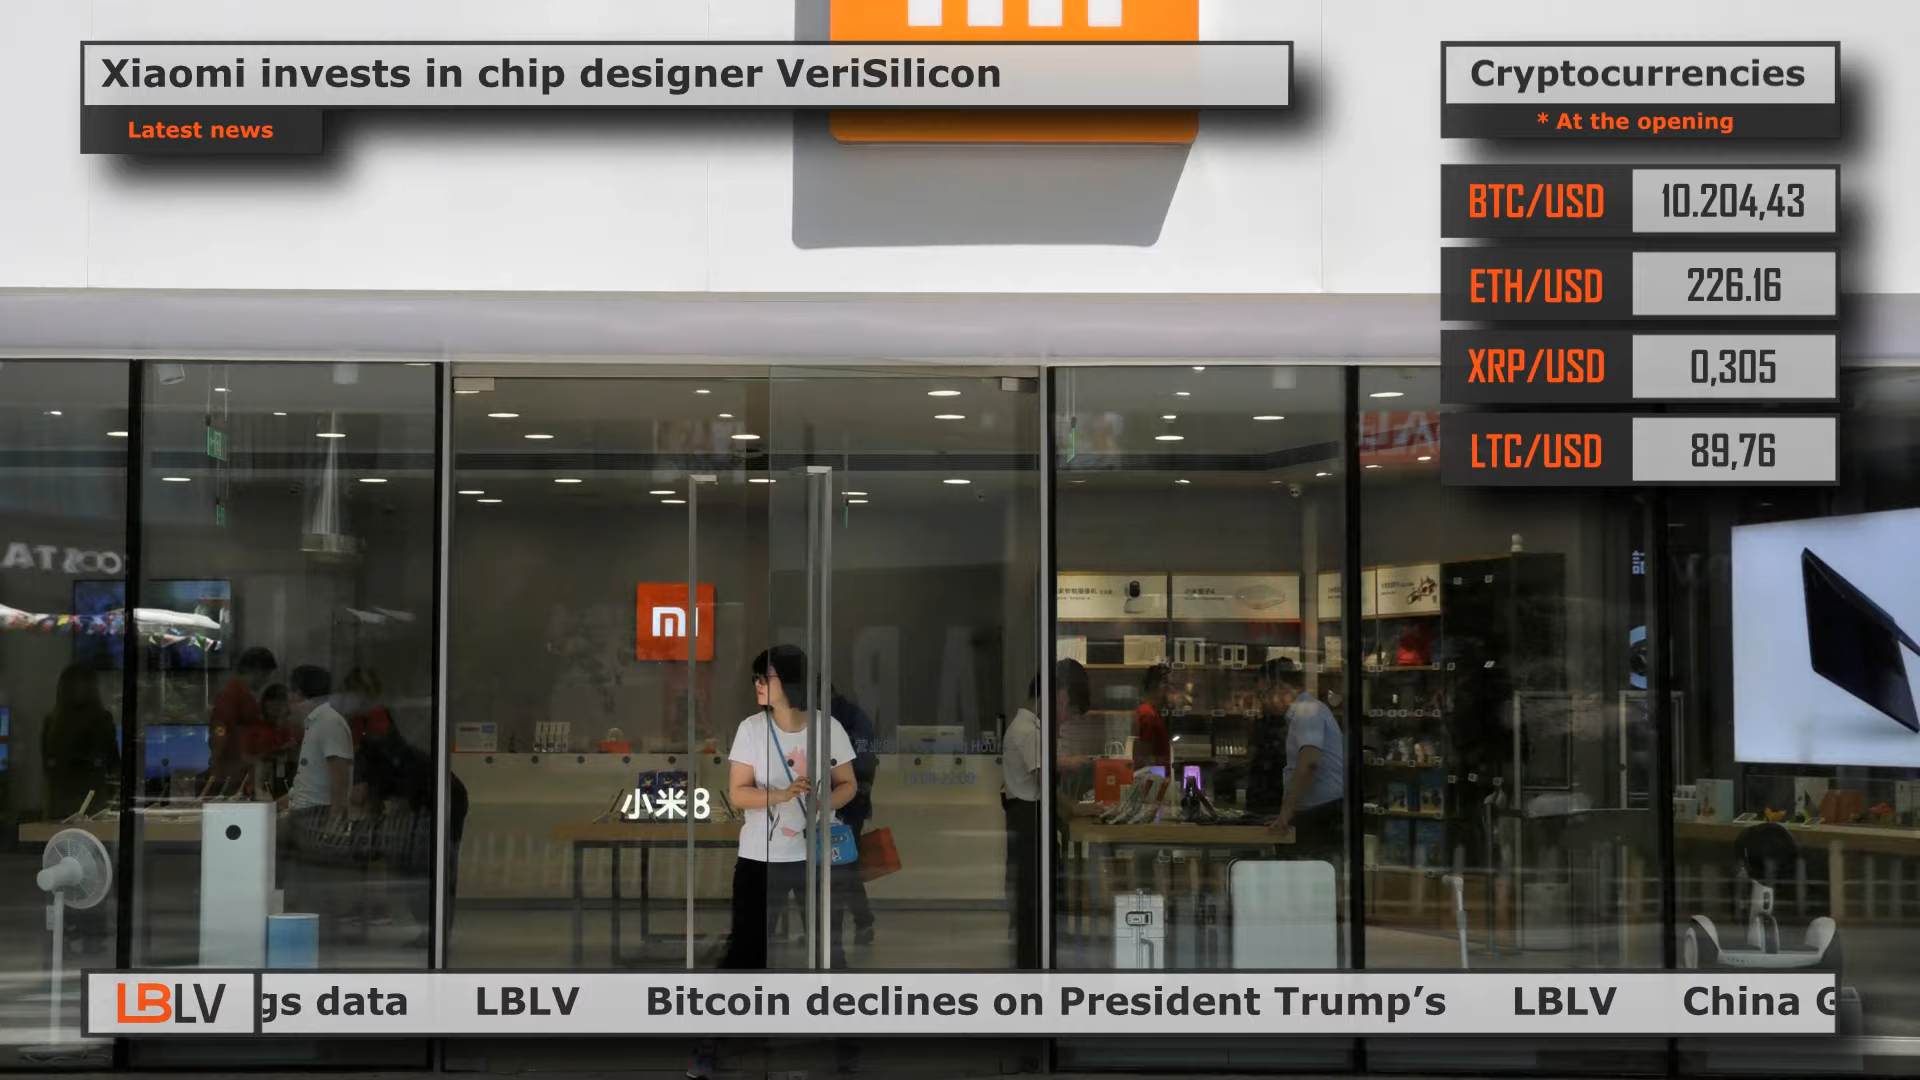 Xiaomi invests in chip designer VeriSilicon
Latest news
Cryptocurrencies
* At the opening
BTC/USD 10.204,43
ETH/USD 226.16
XRP/USD 0,305
LTC/USD 89,76
COSTA
mi
小米8
LBLV
gs data LBLV Bitcoin declines on President Trump’s LBLV China G